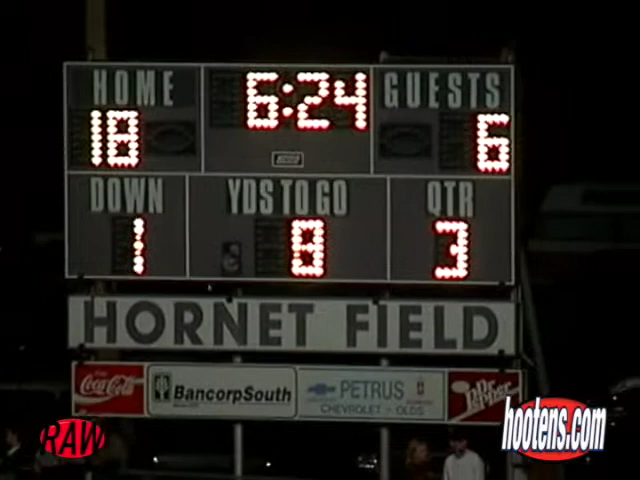 HOME 6:24 GUESTS
18 6
DOWN YDS TO GO QTR
1 8 3
HORNET FIELD
Coca-Cola BancorpSouth PETRUS Dr Pepper
CHEVROLET · OLDS
RAW hootens.com